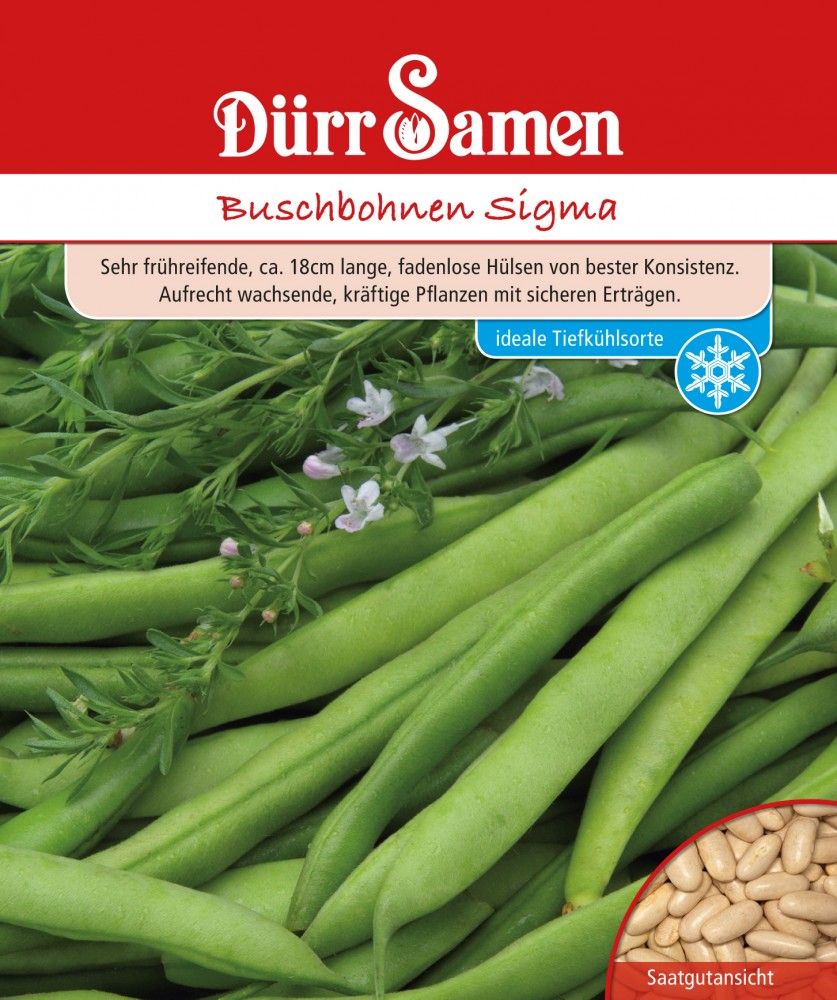 Dürr Samen
Buschbohnen Sigma
Sehr frühreifende, ca. 18cm lange, fadenlose Hülsen von bester Konsistenz.
Aufrecht wachsende, kräftige Pflanzen mit sicheren Erträgen.
ideale Tiefkühlsorte
Saatgutansicht